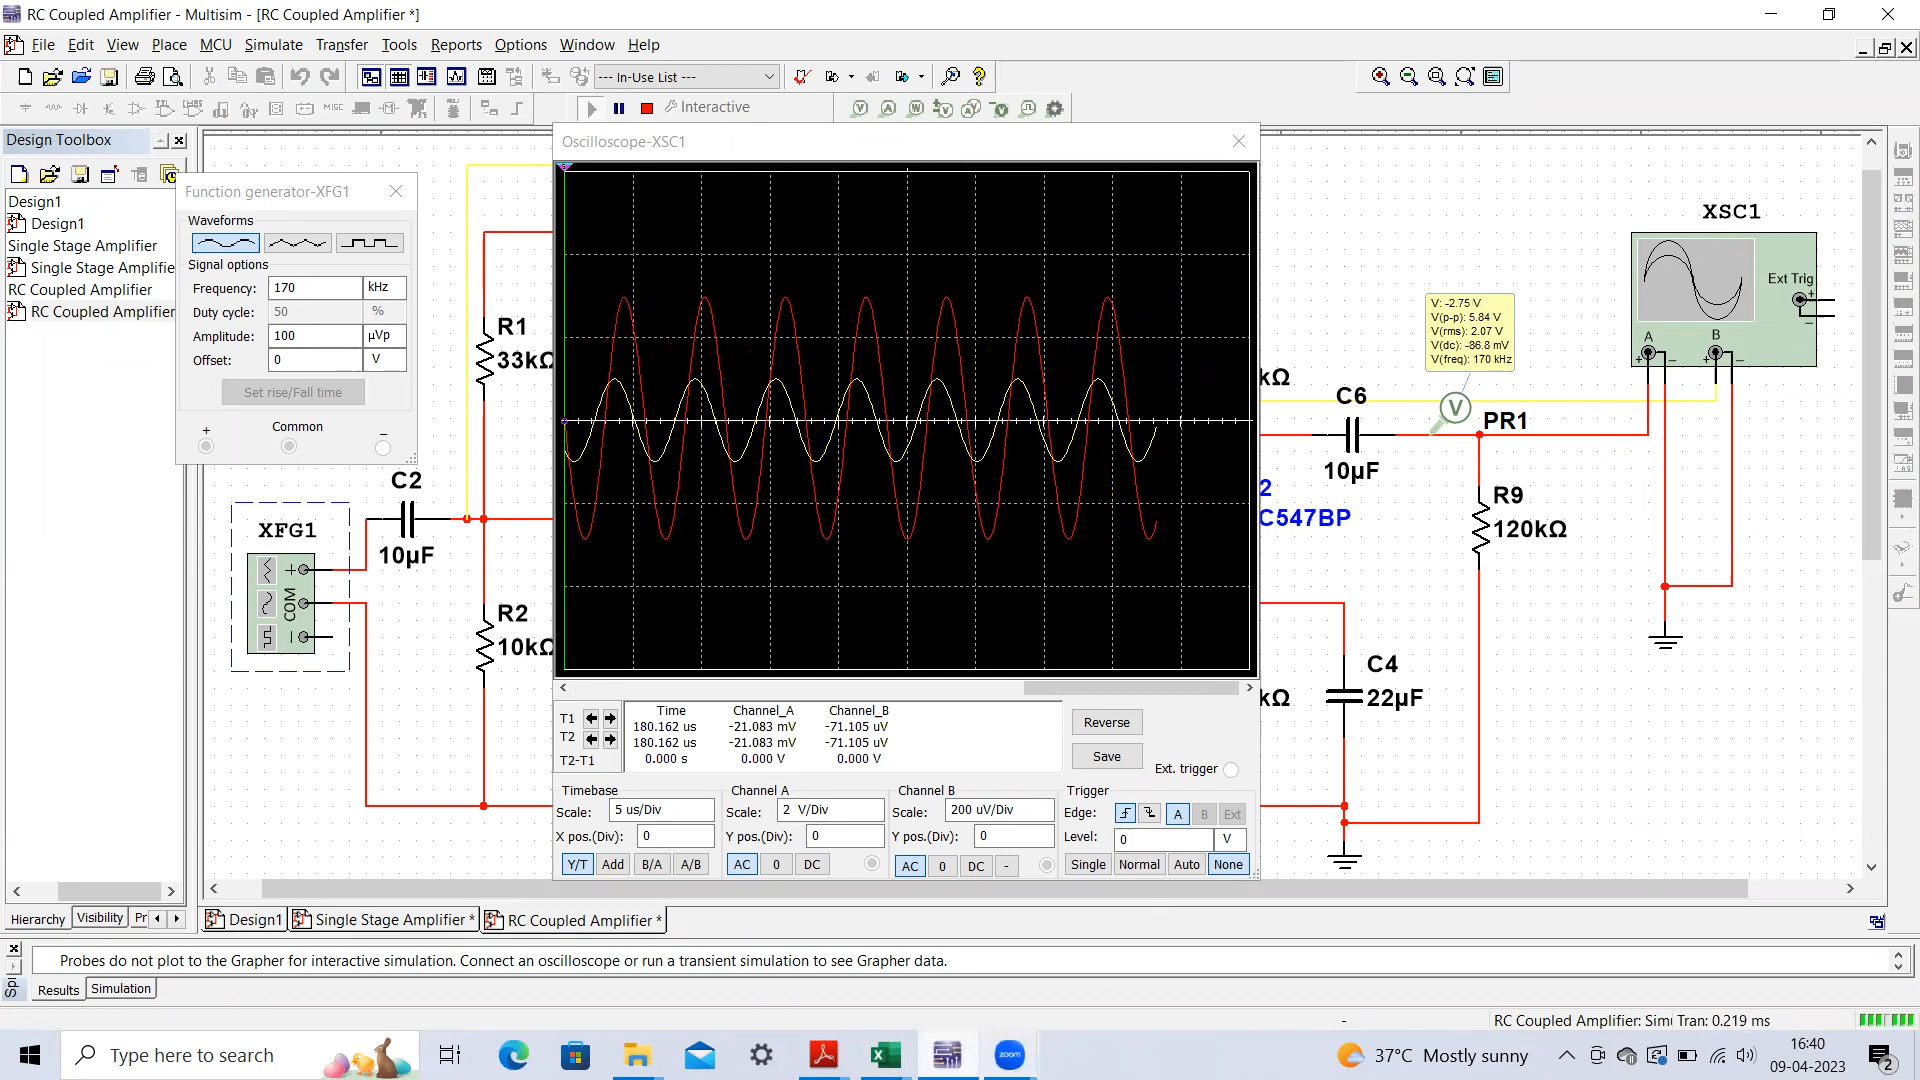 RC Coupled Amplifier - Multisim - [RC Coupled Amplifier *]
File Edit View Place MCU Simulate Transfer Tools Reports Options Window Help
--- In-Use List ---
MISC
Interactive
Design Toolbox
Design1
Design1
Single Stage Amplifier
Single Stage Amplifie
RC Coupled Amplifier
RC Coupled Amplifier
Function generator-XFG1
Waveforms
Signal options
Frequency: 170 kHz
Duty cycle: 50 %
Amplitude: 100 µVp
Offset: 0 V
Set rise/Fall time
+ Common −
Oscilloscope-XSC1
T1
T2
T2-T1
Time Channel_A Channel_B
180.162 us -21.083 mV -71.105 uV
180.162 us -21.083 mV -71.105 uV
0.000 s 0.000 V 0.000 V
Reverse
Save
Ext. trigger
Timebase
Scale: 5 us/Div
X pos.(Div): 0
Y/T Add B/A A/B
Channel A
Scale: 2 V/Div
Y pos.(Div): 0
AC 0 DC
Channel B
Scale: 200 uV/Div
Y pos.(Div): 0
AC 0 DC -
Trigger
Edge: A B Ext
Level: 0 V
Single Normal Auto None
R1
33kΩ
C2
10µF
XFG1
+
COM
−
R2
10kΩ
kΩ
C6
10µF
2
C547BP
V: -2.75 V
V(p-p): 5.84 V
V(rms): 2.07 V
V(dc): -86.8 mV
V(freq): 170 kHz
V
PR1
R9
120kΩ
XSC1
Ext Trig
+
−
A B
+ − + −
kΩ
C4
22µF
Hierarchy Visibility Pr
Design1 Single Stage Amplifier * RC Coupled Amplifier *
Probes do not plot to the Grapher for interactive simulation. Connect an oscilloscope or run a transient simulation to see Grapher data.
Results Simulation
- RC Coupled Amplifier: Simu Tran: 0.219 ms
Type here to search
zoom
37°C Mostly sunny
16:40
09-04-2023
2